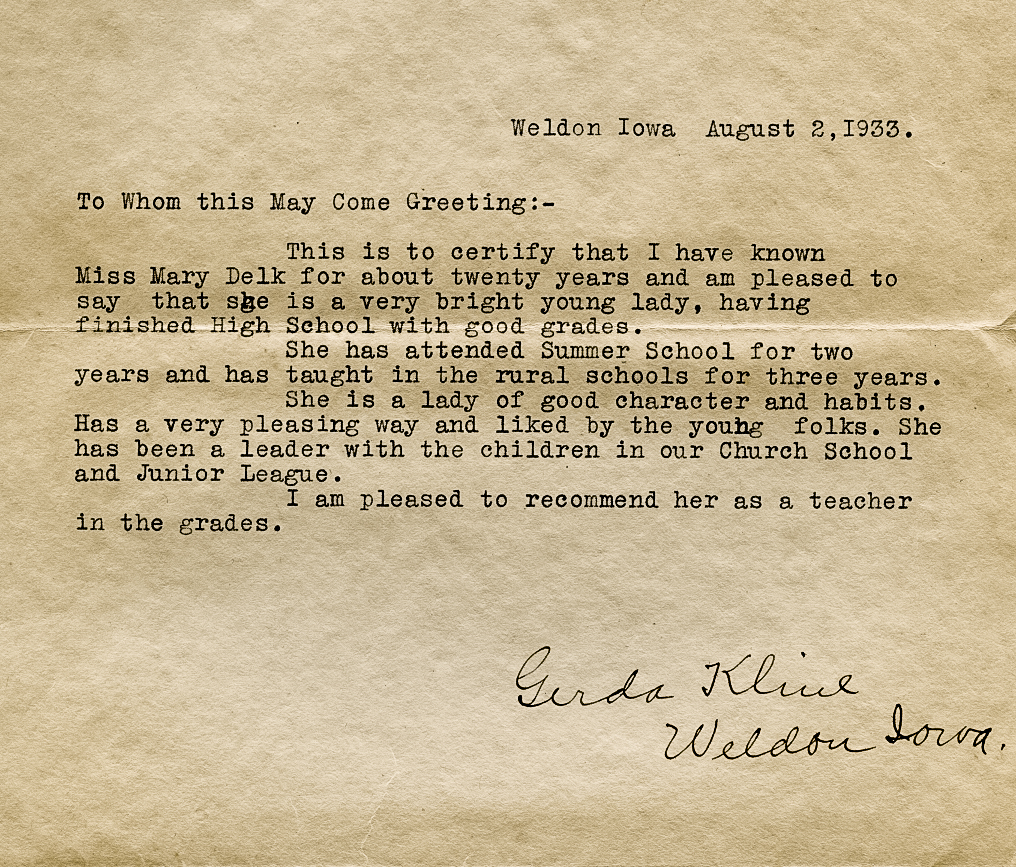 Weldon Iowa  August 2,1933.
To Whom this May Come Greeting:-
This is to certify that I have known
Miss Mary Delk for about twenty years and am pleased to
say  that she is a very bright young lady, having
finished High School with good grades.
She has attended Summer School for two
years and has taught in the rural schools for three years.
She is a lady of good character and habits.
Has a very pleasing way and liked by the young  folks. She
has been a leader with the children in our Church School
and Junior League.
I am pleased to recommend her as a teacher
in the grades.
Gerda Kline
Weldon Iowa.